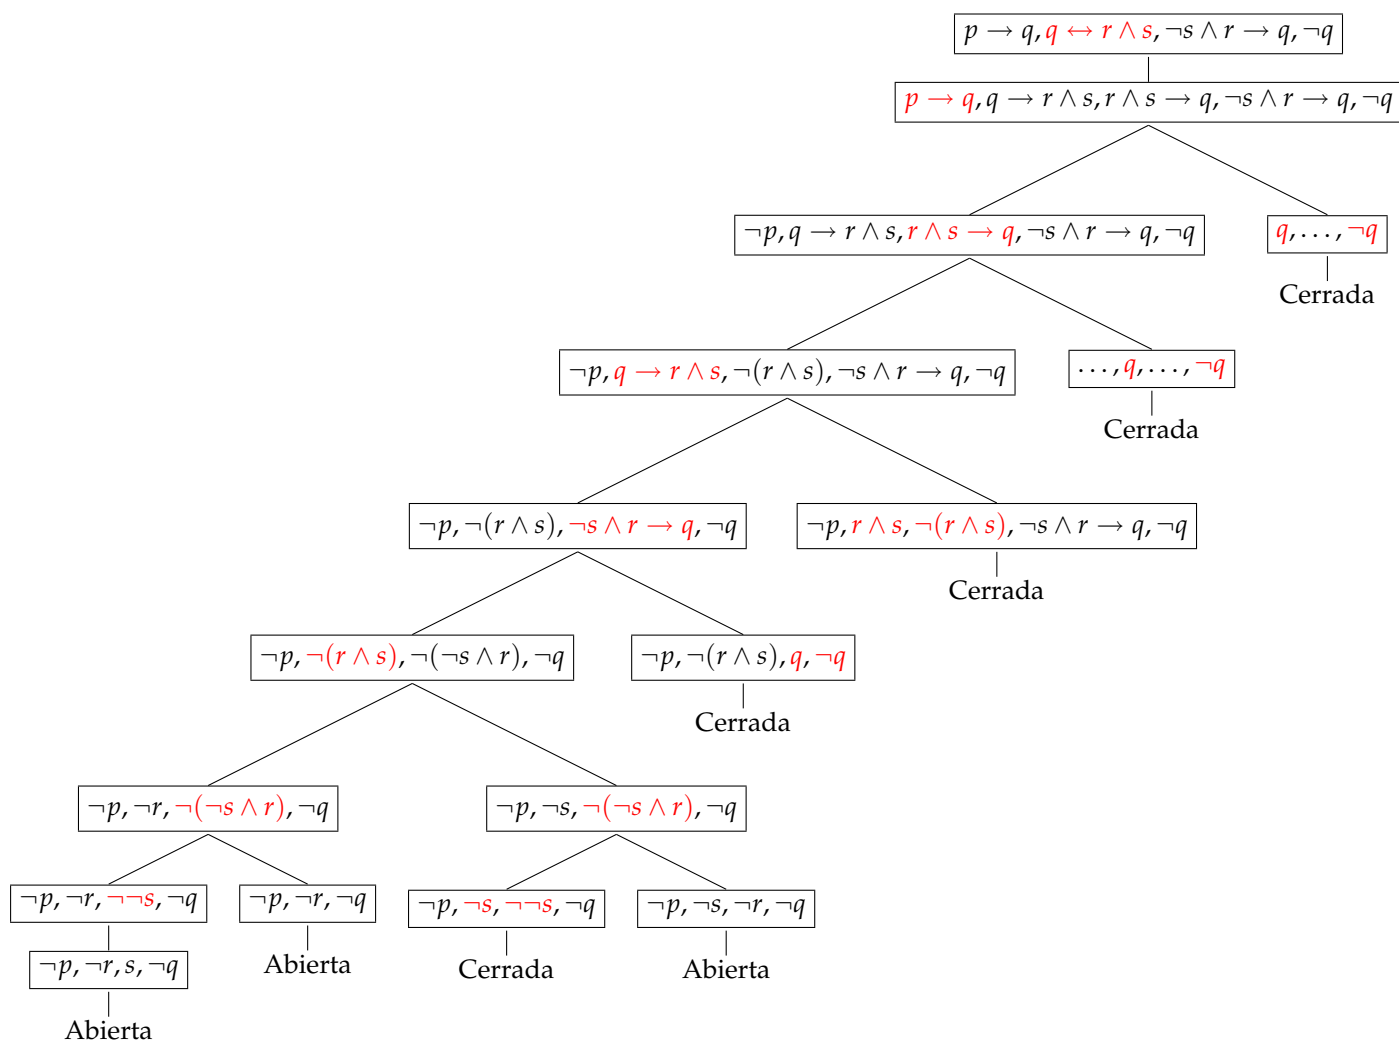 p → q, q ↔ r ∧ s, ¬s ∧ r → q, ¬q
p → q, q → r ∧ s, r ∧ s → q, ¬s ∧ r → q, ¬q
¬p, q → r ∧ s, r ∧ s → q, ¬s ∧ r → q, ¬q
q, . . . , ¬q
Cerrada
¬p, q → r ∧ s, ¬(r ∧ s), ¬s ∧ r → q, ¬q
. . . , q, . . . , ¬q
Cerrada
¬p, ¬(r ∧ s), ¬s ∧ r → q, ¬q
¬p, r ∧ s, ¬(r ∧ s), ¬s ∧ r → q, ¬q
Cerrada
¬p, ¬(r ∧ s), ¬(¬s ∧ r), ¬q
¬p, ¬(r ∧ s), q, ¬q
Cerrada
¬p, ¬r, ¬(¬s ∧ r), ¬q
¬p, ¬s, ¬(¬s ∧ r), ¬q
¬p, ¬r, ¬¬s, ¬q
¬p, ¬r, ¬q
¬p, ¬s, ¬¬s, ¬q
¬p, ¬s, ¬r, ¬q
¬p, ¬r, s, ¬q
Abierta
Cerrada
Abierta
Abierta